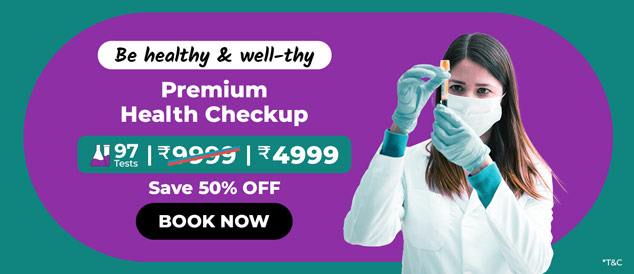 Be healthy & well-thy
Premium
Health Checkup
97 Tests | ₹9999 | ₹4999
Save 50% OFF
BOOK NOW
*T&C